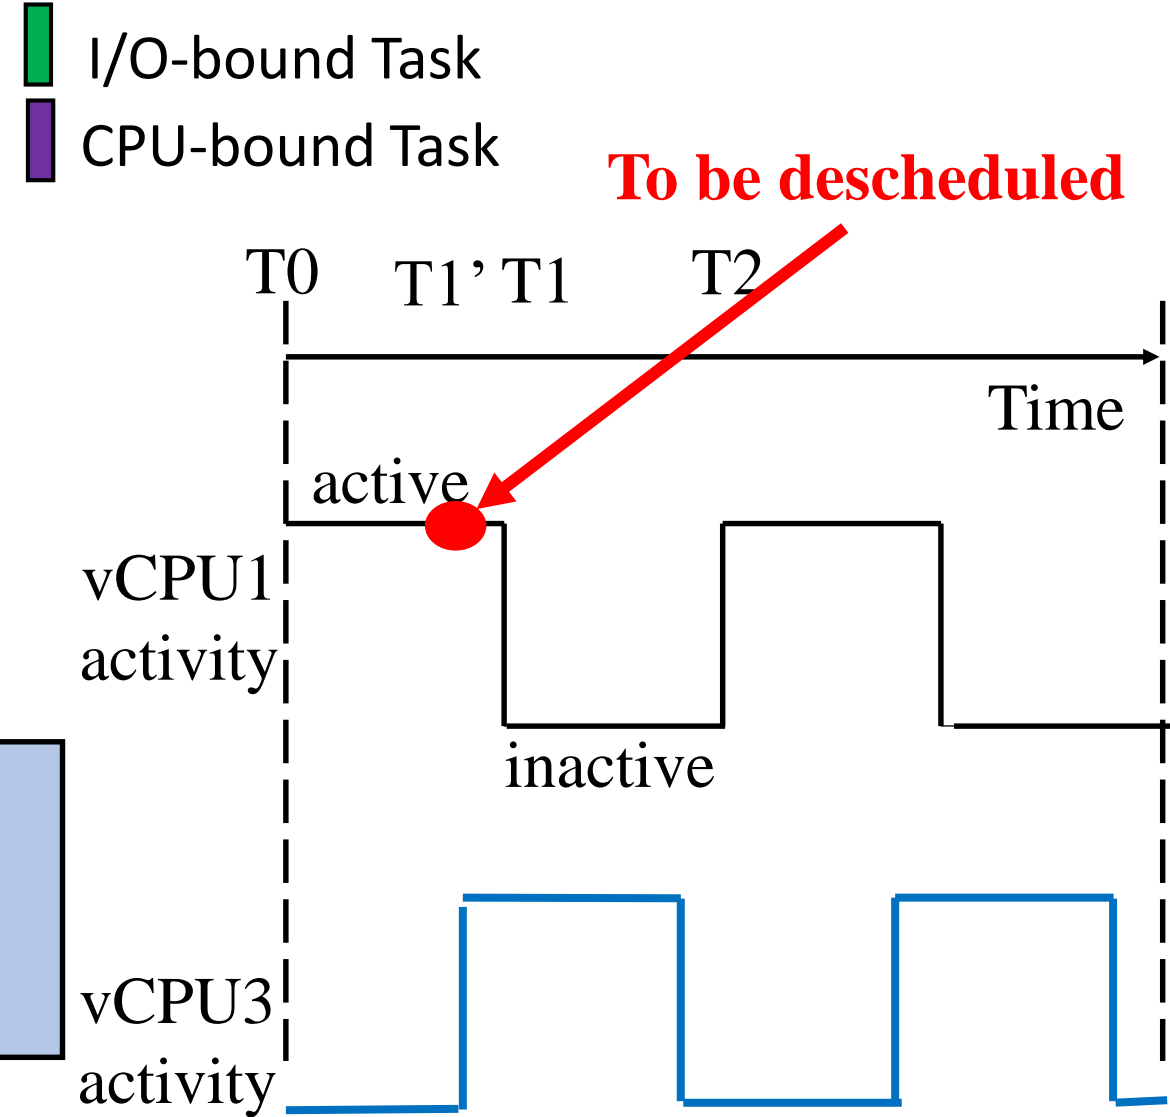 I/O-bound Task
CPU-bound Task
To be descheduled
T0 T1’ T1 T2
Time
active
vCPU1
activity
inactive
vCPU3
activity